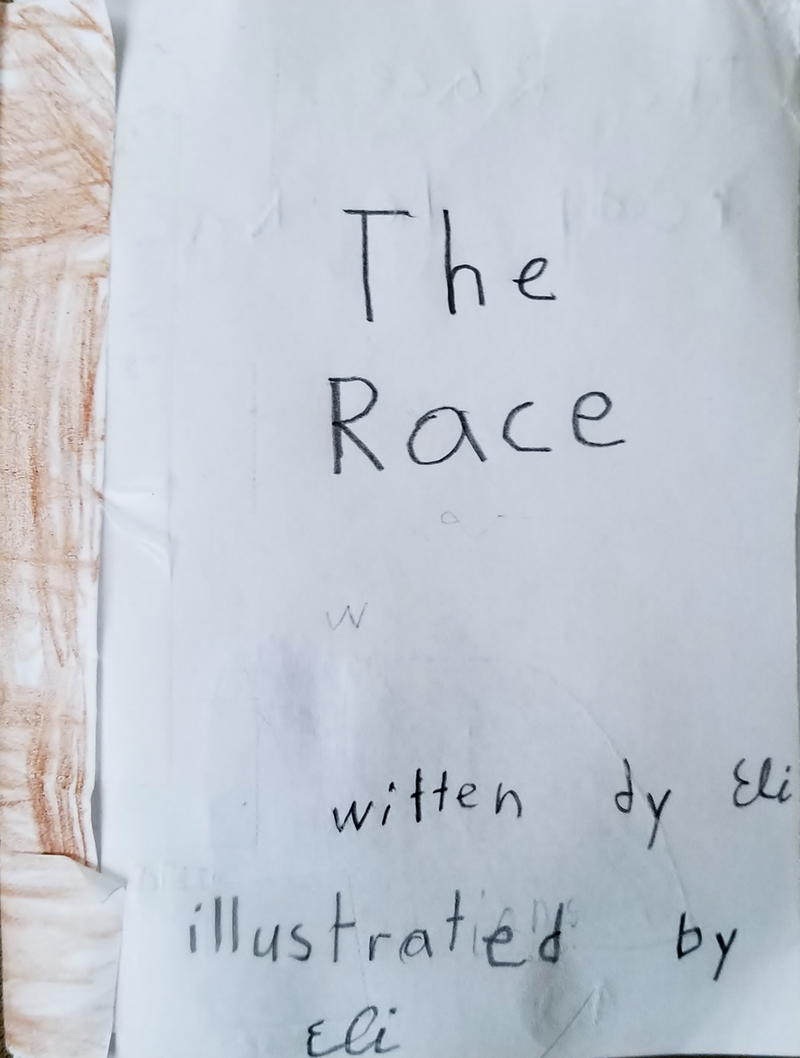 The
Race
w
witten dy Eli
illustrated by
Eli